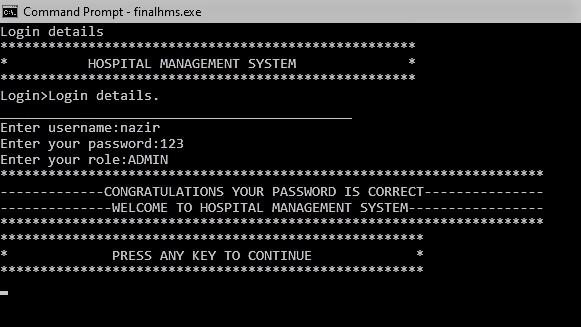 Command Prompt - finalhms.exe
Login details
****************************************************
*          HOSPITAL MANAGEMENT SYSTEM              *
****************************************************
Login>Login details.
____________________________________________
Enter username:nazir
Enter your password:123
Enter your role:ADMIN
********************************************************************
-------------CONGRATULATIONS YOUR PASSWORD IS CORRECT---------------
--------------WELCOME TO HOSPITAL MANAGEMENT SYSTEM-----------------
********************************************************************
*****************************************************
*             PRESS ANY KEY TO CONTINUE             *
*****************************************************